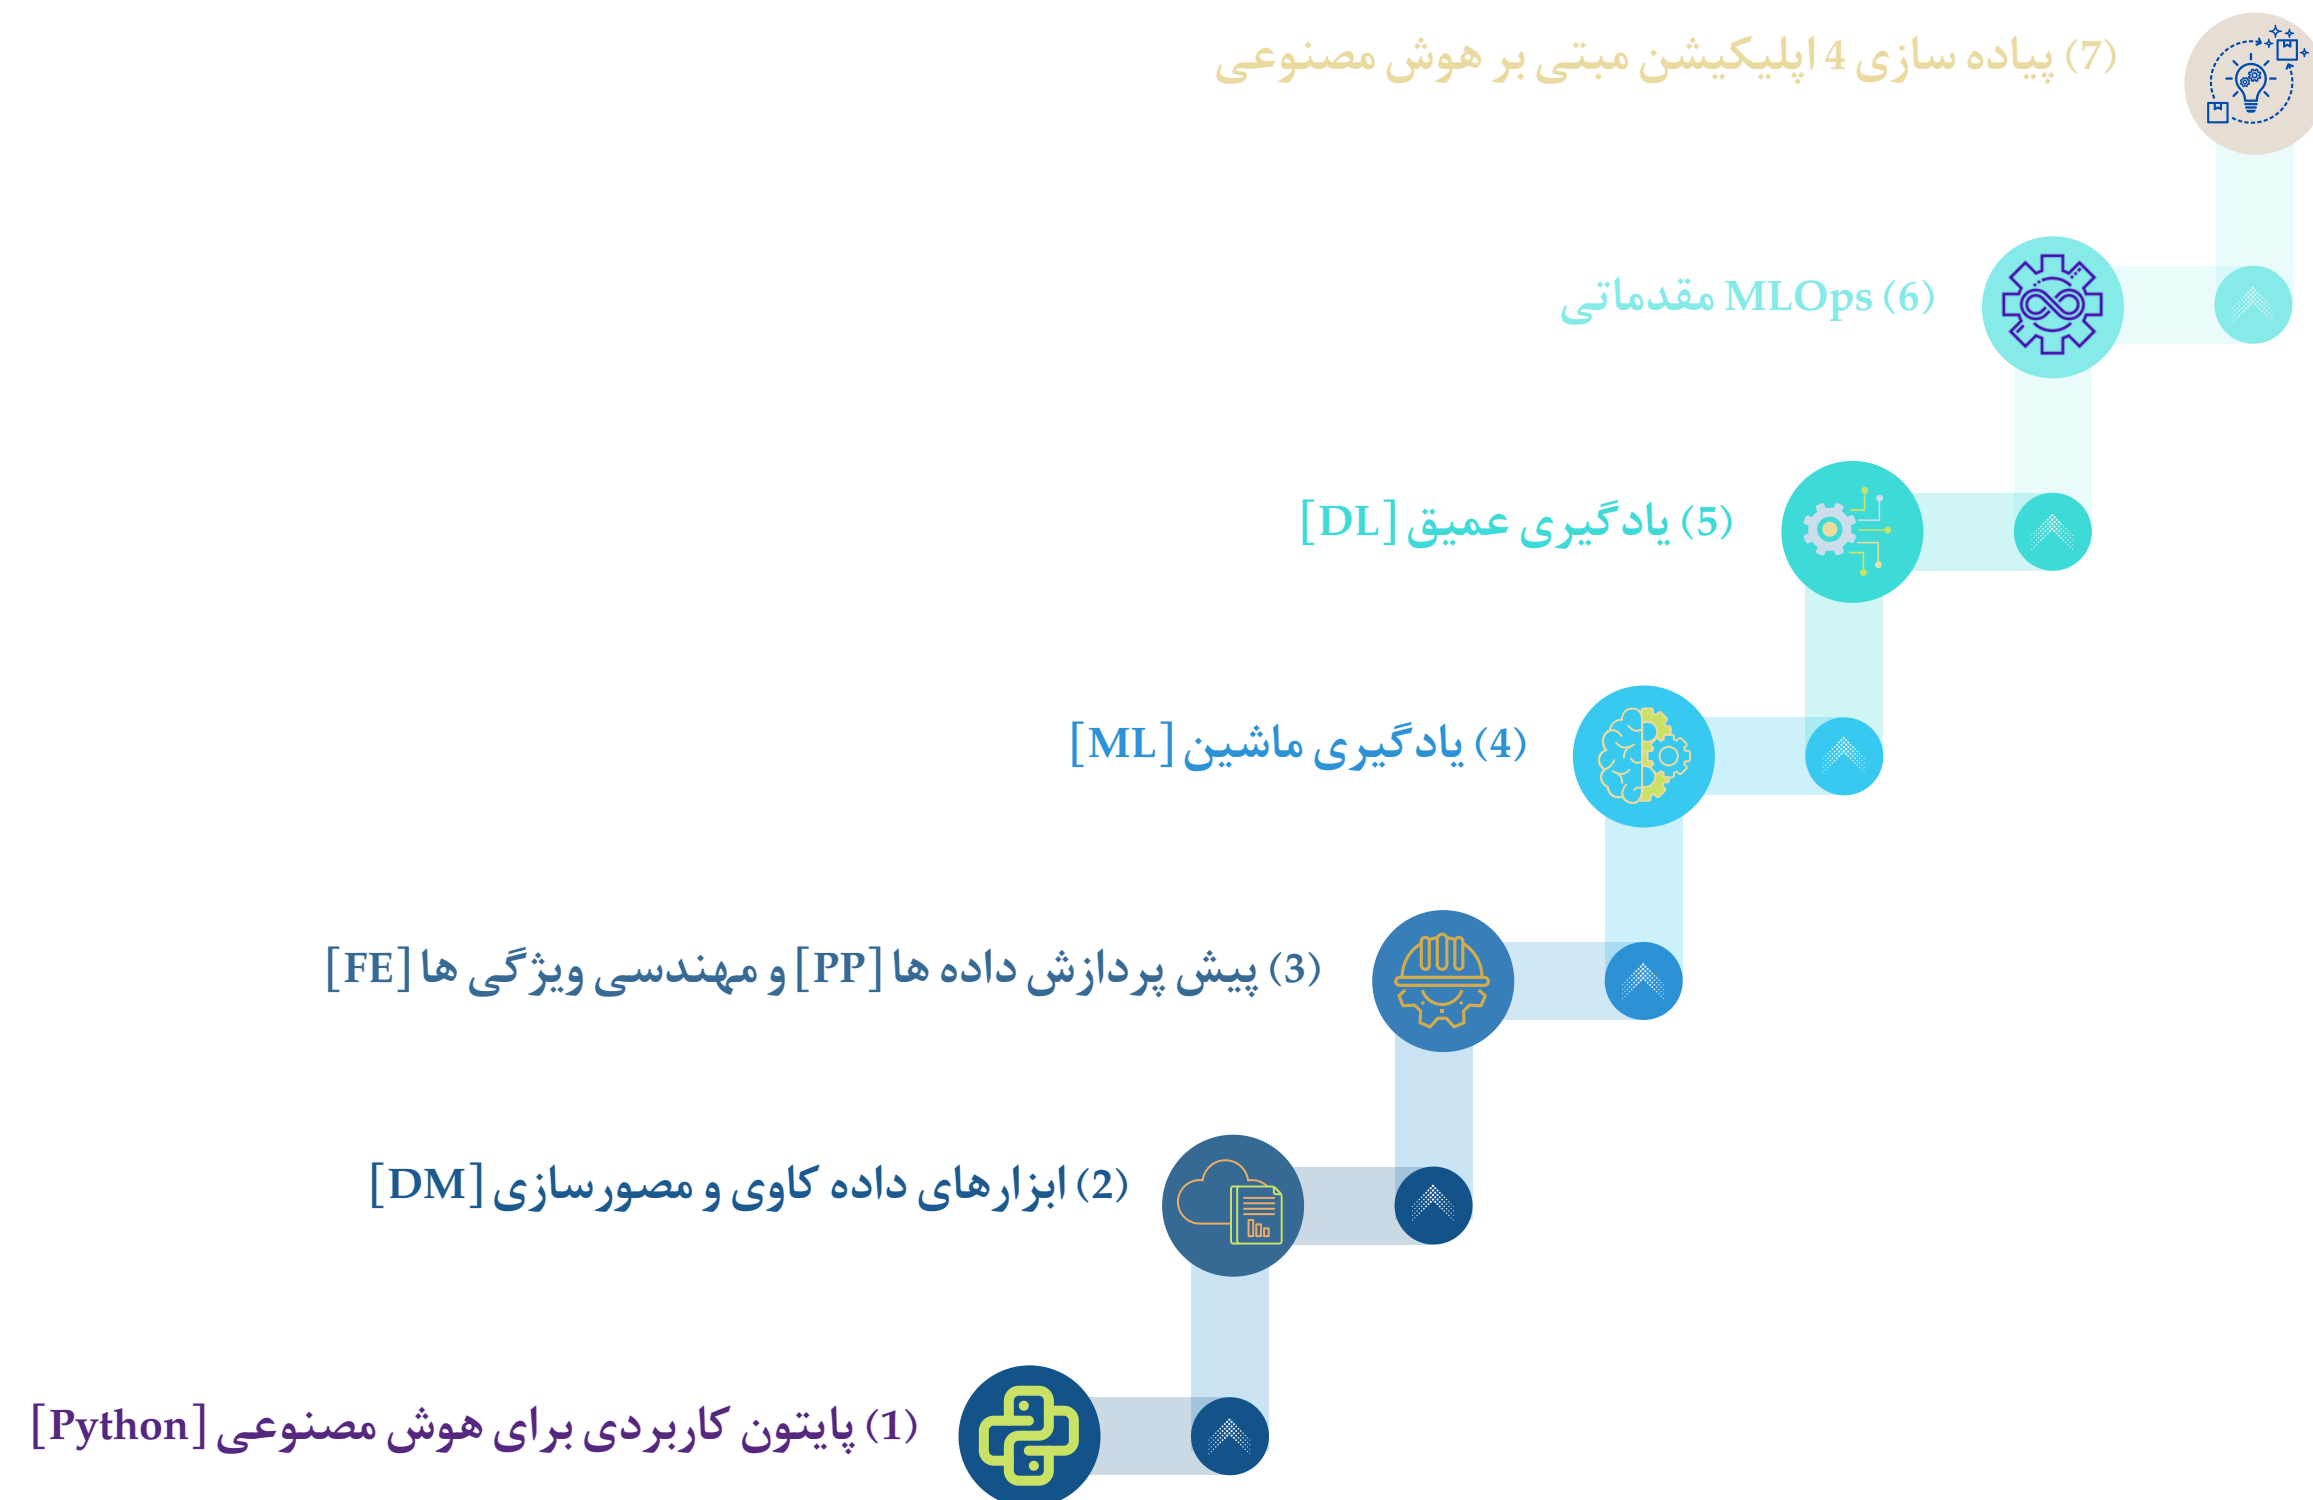 (7) پیاده سازی 4 اپلیکیشن مبتی بر هوش مصنوعی
(6) MLOps مقدماتی
(5) یادگیری عمیق [DL]
(4) یادگیری ماشین [ML]
(3) پیش پردازش داده ها [PP] و مهندسی ویژگی ها [FE]
(2) ابزارهای داده کاوی و مصورسازی [DM]
(1) پایتون کاربردی برای هوش مصنوعی [Python]